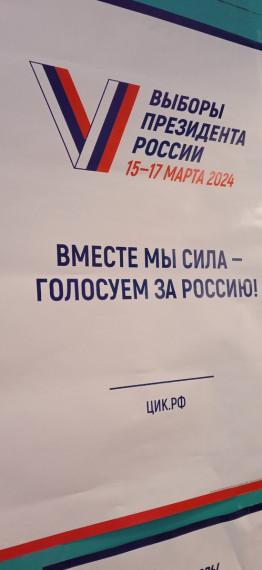 ВЫБОРЫ
ПРЕЗИДЕНТА
РОССИИ
15–17 МАРТА 2024
ВМЕСТЕ МЫ СИЛА –
ГОЛОСУЕМ ЗА РОССИЮ!
ЦИК.РФ